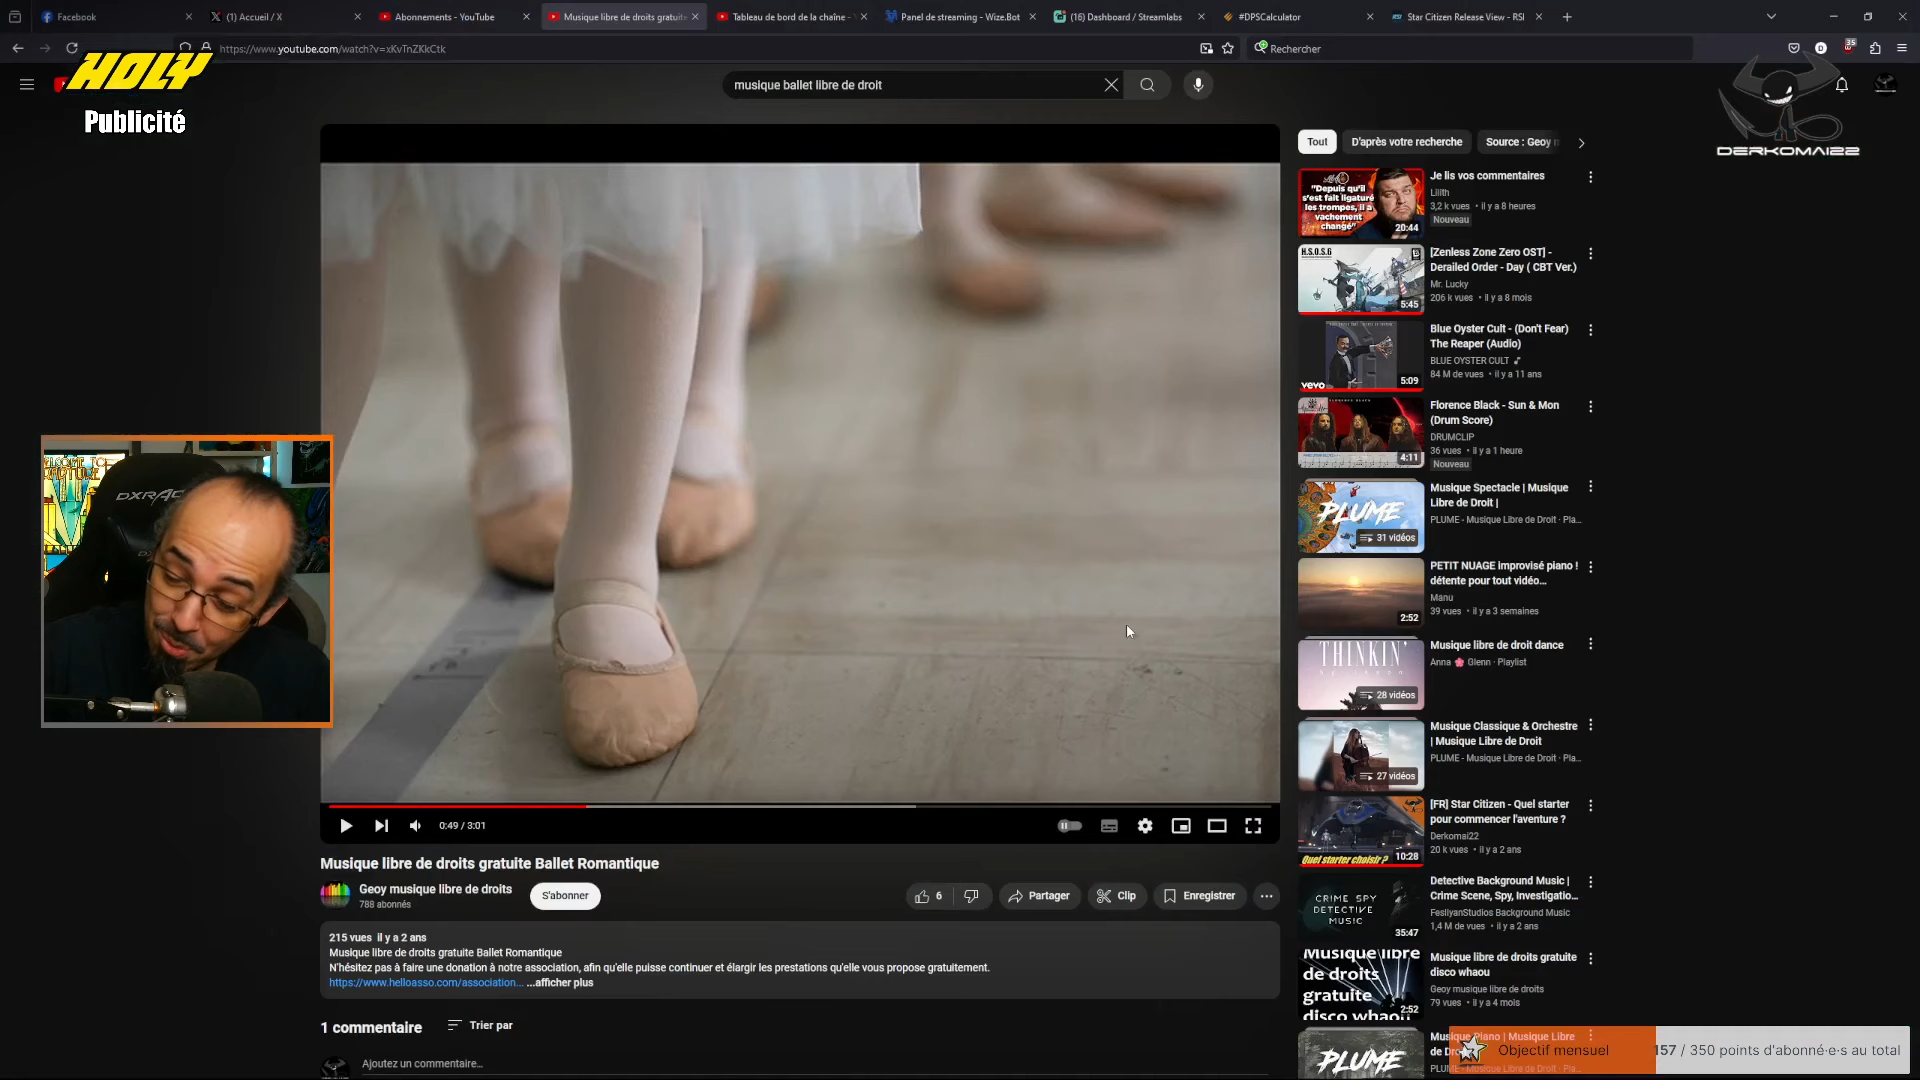 Facebook
(1) Accueil / X
Abonnements - YouTube
Musique libre de droits gratuite
Tableau de bord de la chaîne -
Panel de streaming - Wize.Bot
(16) Dashboard / Streamlabs
#DPSCalculator
Star Citizen Release View - RSI
https://www.youtube.com/watch?v=xKvTnZKkCtk
Rechercher
35
HOLY
Publicité
musique ballet libre de droit
DERKOMAI22
Tout
D'après votre recherche
Source : Geoy
"Depuis qu'il
s'est fait ligaturé
les trompes, il a
vachement
changé"
20:44
Je lis vos commentaires
Lilith
3,2 k vues • il y a 8 heures
Nouveau
H.S.O.S.6
5:45
[Zenless Zone Zero OST] -
Derailed Order - Day ( CBT Ver.)
Mr. Lucky
206 k vues • il y a 8 mois
vevo
5:09
Blue Oyster Cult - (Don't Fear)
The Reaper (Audio)
BLUE OYSTER CULT
84 M de vues • il y a 11 ans
4:11
Florence Black - Sun & Mon
(Drum Score)
DRUMCLIP
36 vues • il y a 1 heure
Nouveau
PLUME
31 vidéos
Musique Spectacle | Musique
Libre de Droit |
PLUME - Musique Libre de Droit · Pla...
2:52
PETIT NUAGE improvisé piano !
détente pour tout vidéo...
Manu
39 vues • il y a 3 semaines
THINKIN'
28 vidéos
Musique libre de droit dance
Anna 🌸 Glenn · Playlist
27 vidéos
Musique Classique & Orchestre
| Musique Libre de Droit
PLUME - Musique Libre de Droit · Pla...
Quel starter choisir ?
10:28
[FR] Star Citizen - Quel starter
pour commencer l'aventure ?
Derkomai22
20 k vues • il y a 2 ans
CRIME SPY
DETECTIVE
MUSIC
35:47
Detective Background Music |
Crime Scene, Spy, Investigatio...
FesliyanStudios Background Music
1,4 M de vues • il y a 2 ans
Musique libre
de droits
gratuite
disco whaou
2:52
Musique libre de droits gratuite
disco whaou
Geoy musique libre de droits
79 vues • il y a 4 mois
PLUME
Musique Piano | Musique Libre
WELCOME TO
RAPTURE
DXRAC
0:49 / 3:01
Musique libre de droits gratuite Ballet Romantique
Geoy musique libre de droits
788 abonnés
S'abonner
6
Partager
Clip
Enregistrer
215 vues il y a 2 ans
Musique libre de droits gratuite Ballet Romantique
N'hésitez pas à faire une donation à notre association, afin qu'elle puisse continuer et élargir les prestations qu'elle vous propose gratuitement.
https://www.helloasso.com/association... ...afficher plus
1 commentaire
Trier par
Ajoutez un commentaire...
Objectif mensuel
157 / 350 points d'abonné·e·s au total